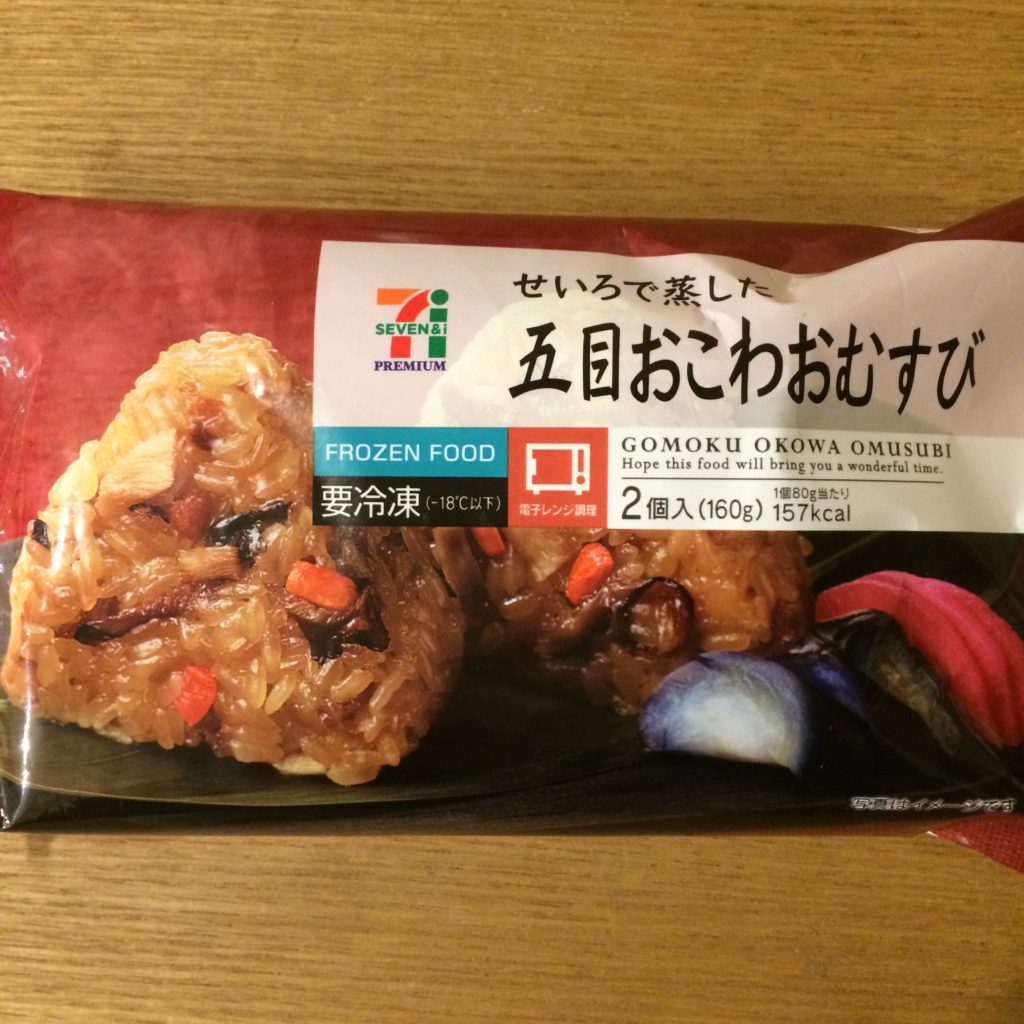 せいろで蒸した
五目おこわおむすび
SEVEN&i
PREMIUM
FROZEN FOOD
要冷凍(-18℃以下)
電子レンジ調理
GOMOKU OKOWA OMUSUBI
Hope this food will bring you a wonderful time.
2個入(160g)
1個80g当たり
157kcal
写真はイメージです